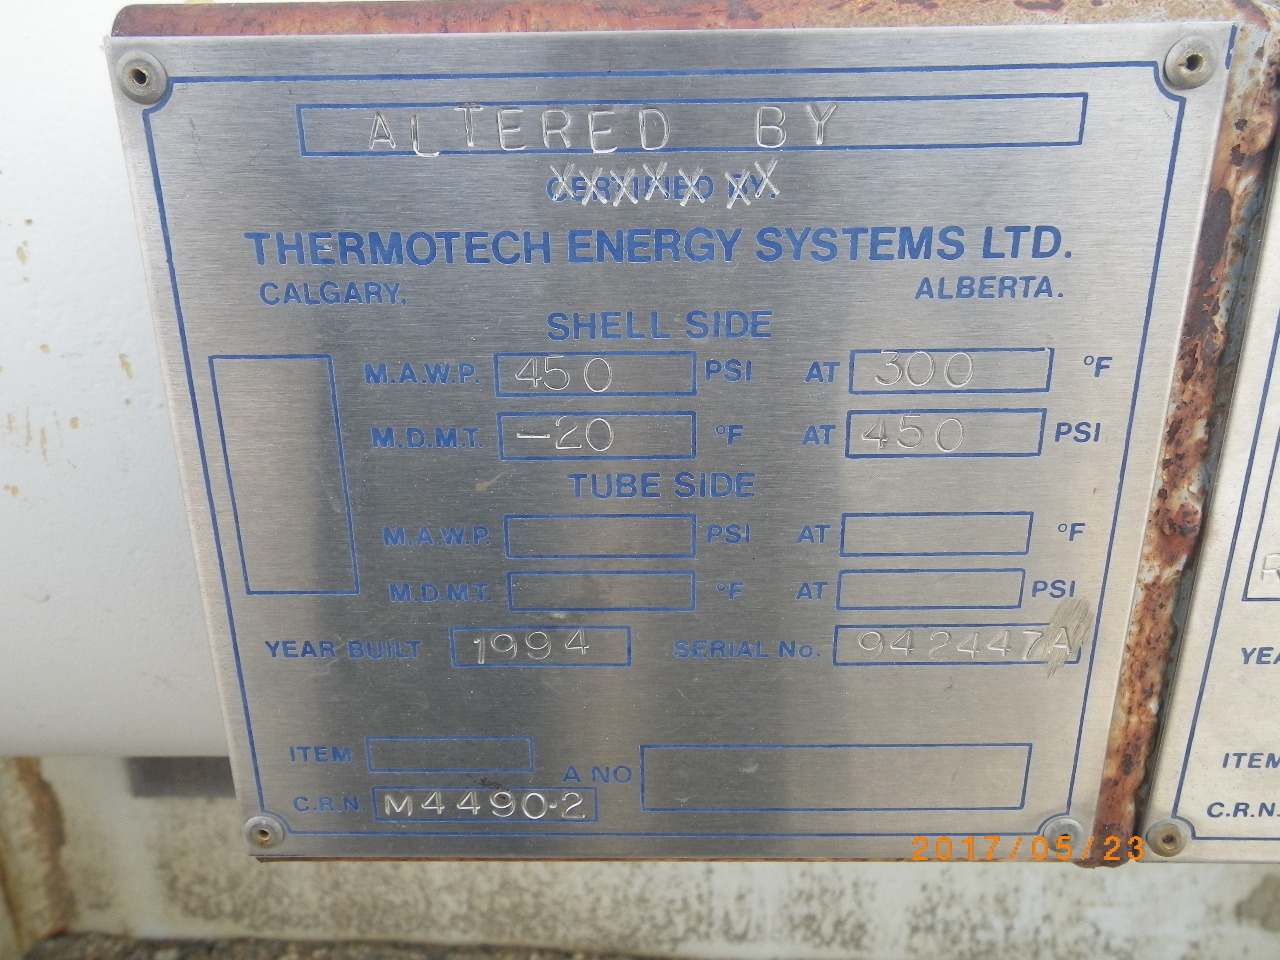 ALTERED BY
CERTIFIED BY.
THERMOTECH ENERGY SYSTEMS LTD.
CALGARY, ALBERTA.
SHELL SIDE
M.A.W.P. 450 PSI AT 300 °F
M.D.M.T. -20 °F AT 450 PSI
TUBE SIDE
M.A.W.P. PSI AT °F
M.D.M.T. °F AT PSI
YEAR BUILT 1994 SERIAL No. 942447A
ITEM
A NO
C.R.N M4490-2
2017/05/23
R
YEA
ITEM
C.R.N.